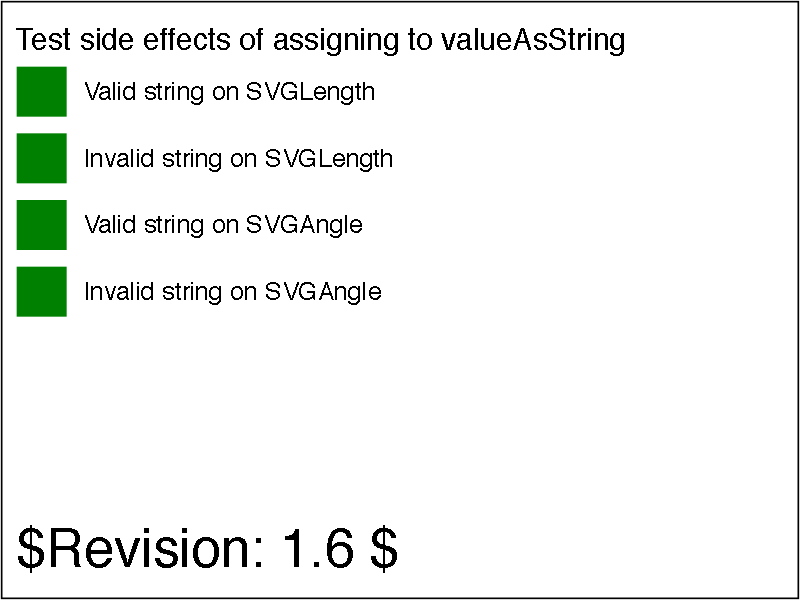 Test side effects of assigning to valueAsString
Valid string on SVGLength
Invalid string on SVGLength
Valid string on SVGAngle
Invalid string on SVGAngle
$Revision: 1.6 $